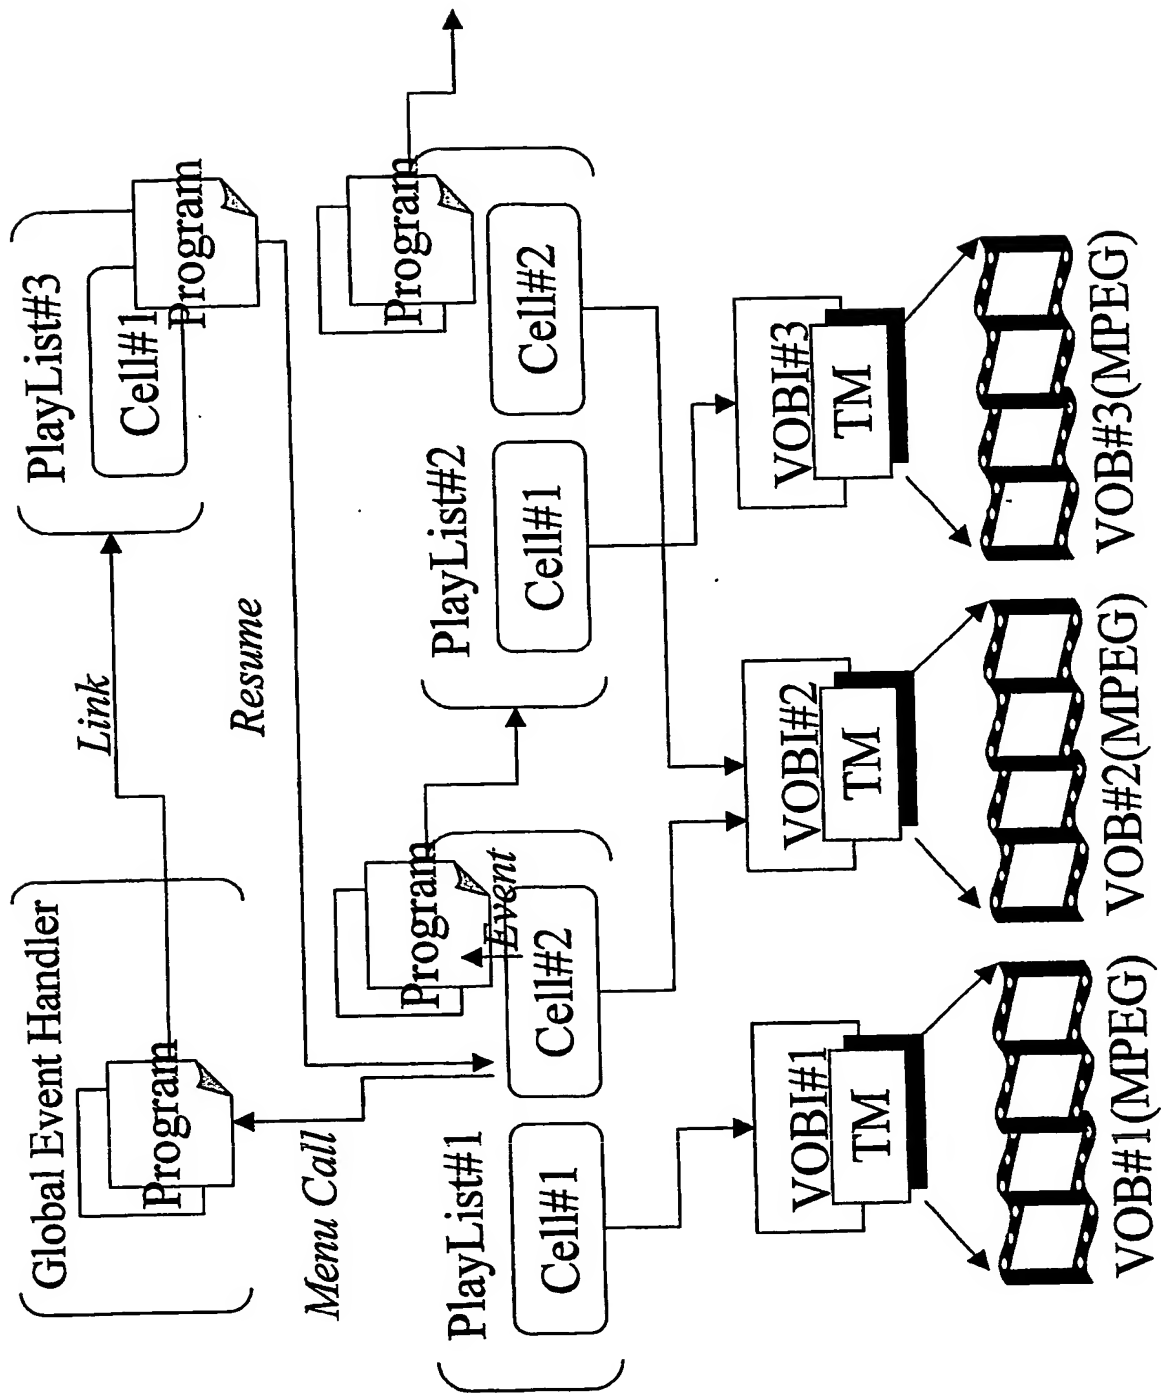 Global Event Handler
Program
Link
PlayList#3
Cell#1
Program
Menu Call
Resume
PlayList#1
Cell#1
Cell#2
Program
Event
PlayList#2
Cell#1
Cell#2
Program
VOBI#1
TM
VOBI#2
TM
VOBI#3
TM
VOB#1(MPEG)
VOB#2(MPEG)
VOB#3(MPEG)